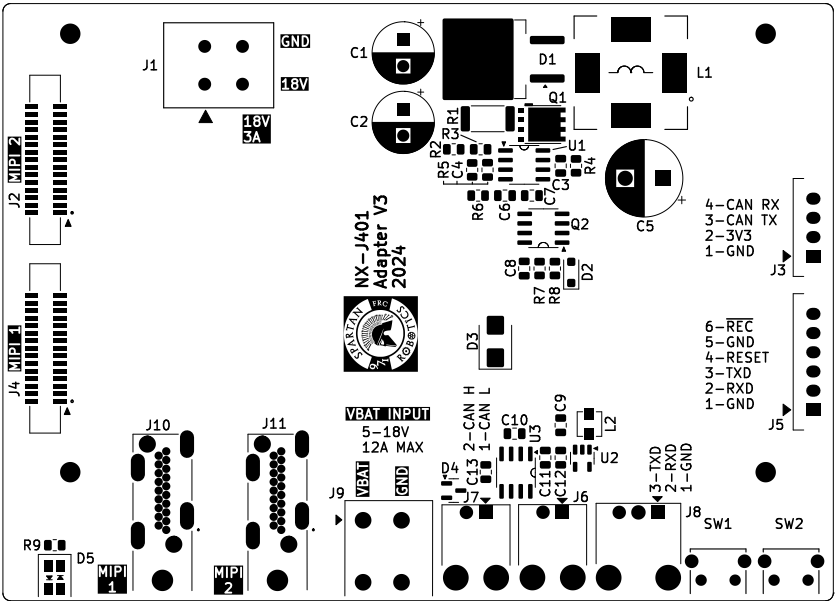 J1
GND
18V
18V
3A
C1
C2
D1
L1
Q1
R1
R3
R2
U1
R5
C4
C3
R4
R6
C6
C7
Q2
C5
C8
R7
R8
D2
MIPI 2
J2
4-CAN RX
3-CAN TX
2-3V3
1-GND
J3
NX-J401
Adapter V3
2024
FRC
SPARTAN
ROBOTICS
971
D3
MIPI 1
J4
6-REC
5-GND
4-RESET
3-TXD
2-RXD
1-GND
J5
J10
J11
VBAT INPUT
5-18V
12A MAX
2-CAN H
1-CAN L
C10
C9
L2
U3
U2
C13
C11
C12
D4
J9
VBAT
GND
J7
J6
3-TXD
2-RXD
1-GND
J8
SW1
SW2
R9
D5
MIPI
1
MIPI
2